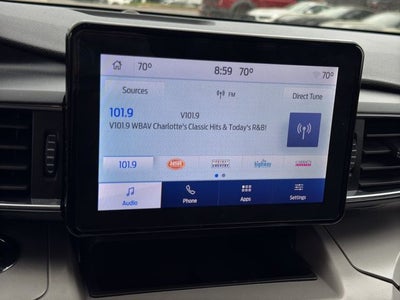 70° 8:59 70° 70°
Sources FM Direct Tune
101.9 V101.9
V101.9 WBAV Charlotte's Classic Hits & Today's R&B!
101.9 highway
Audio Phone Apps Settings